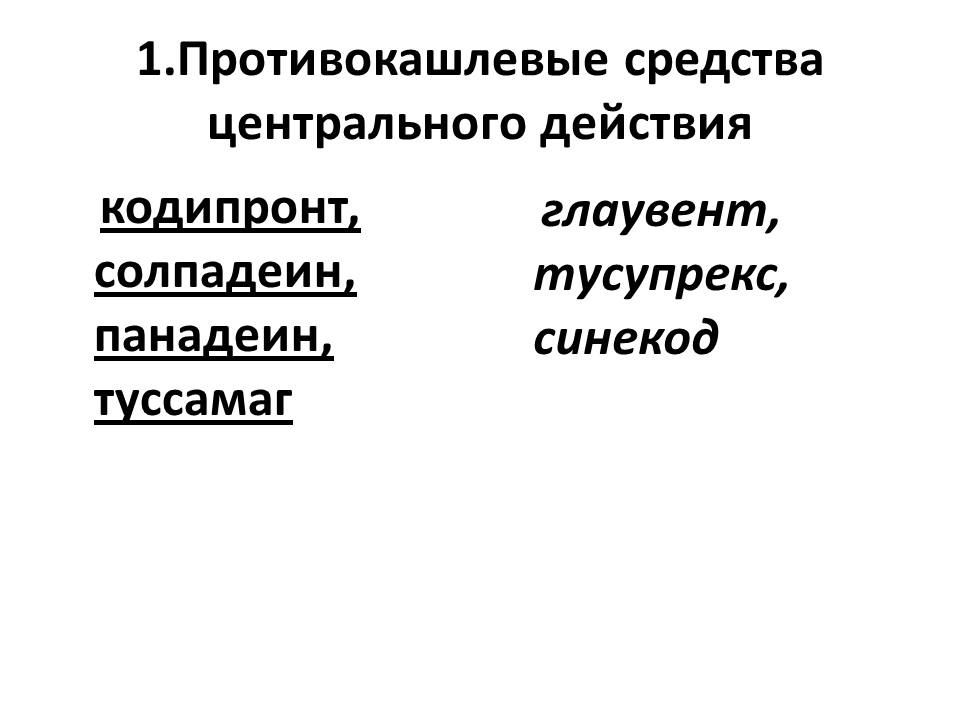 1.Противокашлевые средства
центрального действия
кодипронт,
солпадеин,
панадеин,
туссамаг
глаувент,
тусупрекс,
синекод